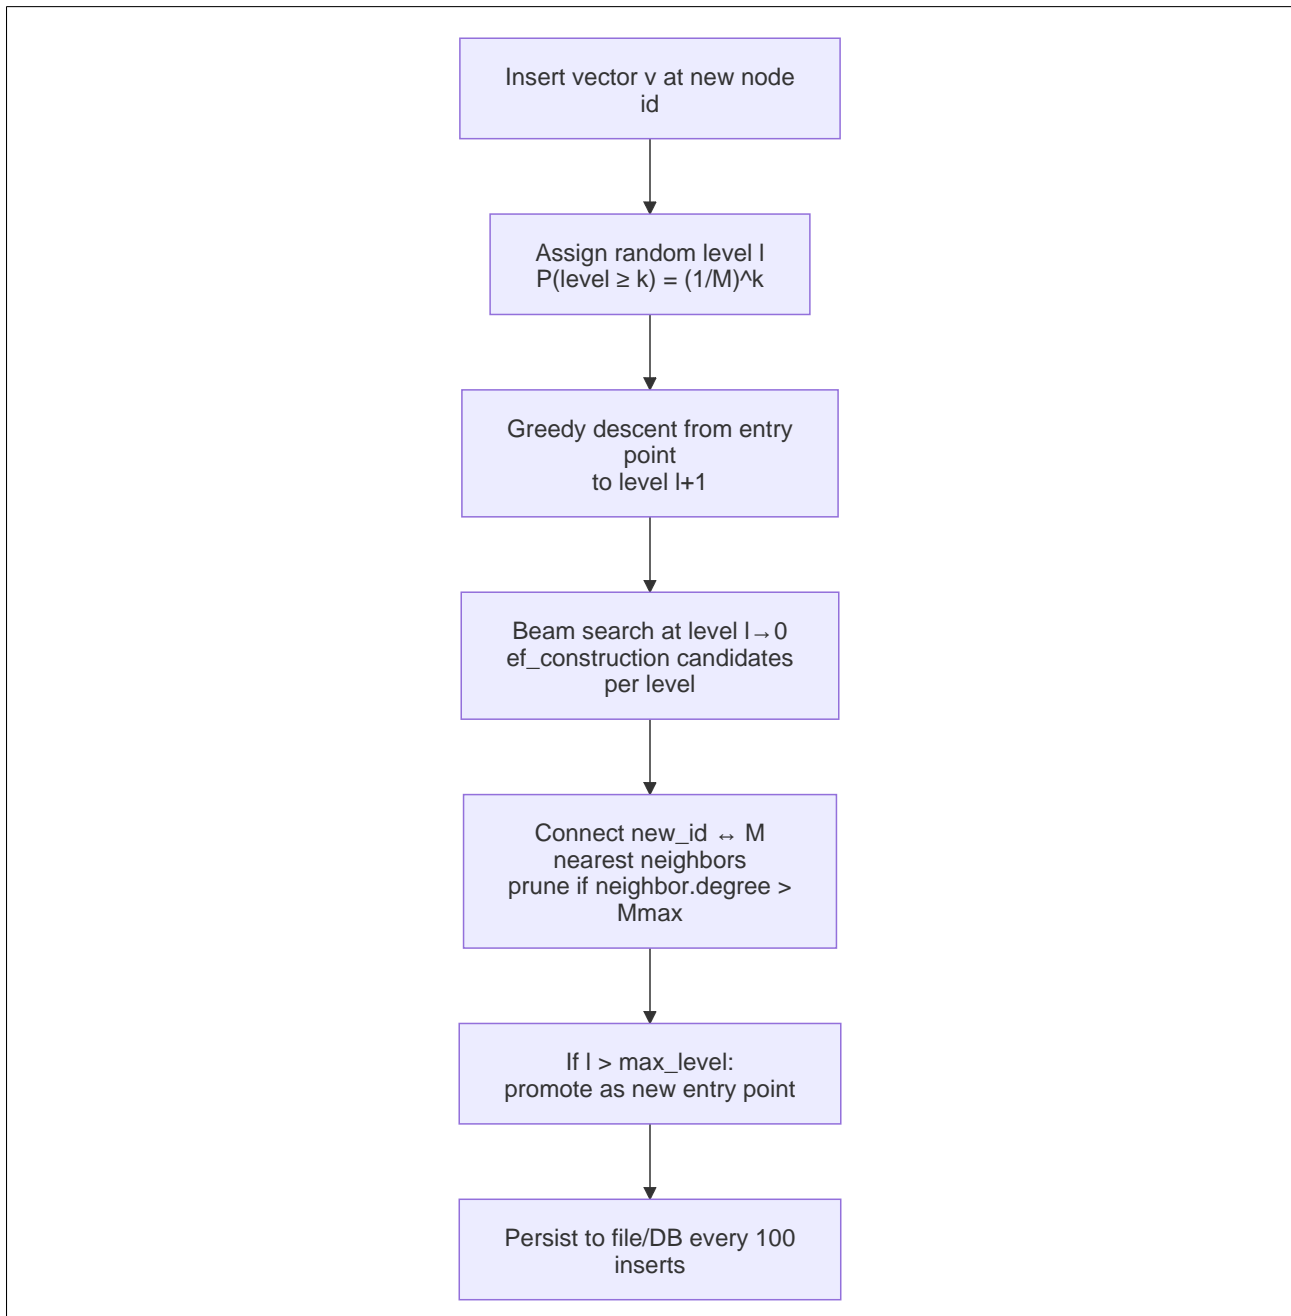 Insert vector v at new node
id
Assign random level l
P(level ≥ k) = (1/M)^k
Greedy descent from entry
point
to level l+1
Beam search at level l→0
ef_construction candidates
per level
Connect new_id ↔ M
nearest neighbors
prune if neighbor.degree >
Mmax
If l > max_level:
promote as new entry point
Persist to file/DB every 100
inserts